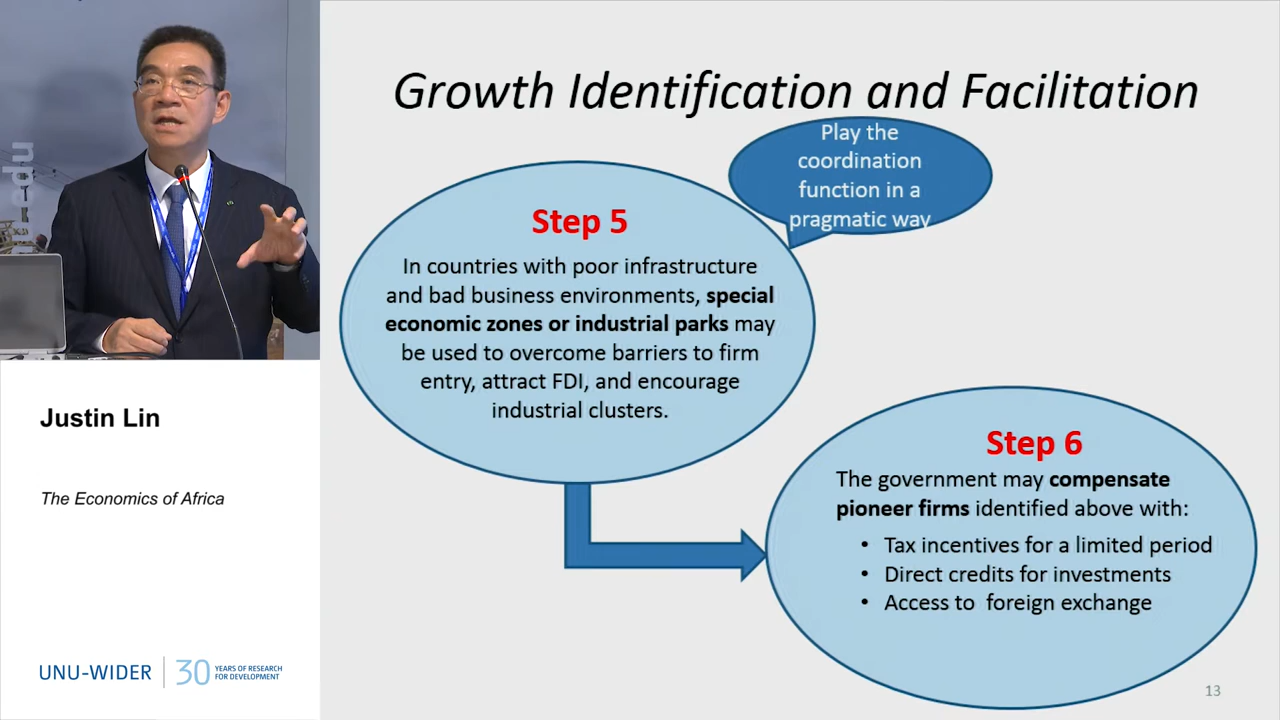 Growth Identification and Facilitation
Play the
coordination
function in a
pragmatic way
Step 5
In countries with poor infrastructure
and bad business environments, special
economic zones or industrial parks may
be used to overcome barriers to firm
entry, attract FDI, and encourage
industrial clusters.
Step 6
The government may compensate
pioneer firms identified above with:
• Tax incentives for a limited period
• Direct credits for investments
• Access to foreign exchange
13
Justin Lin
The Economics of Africa
UNU-WIDER
30
YEARS OF RESEARCH
FOR DEVELOPMENT